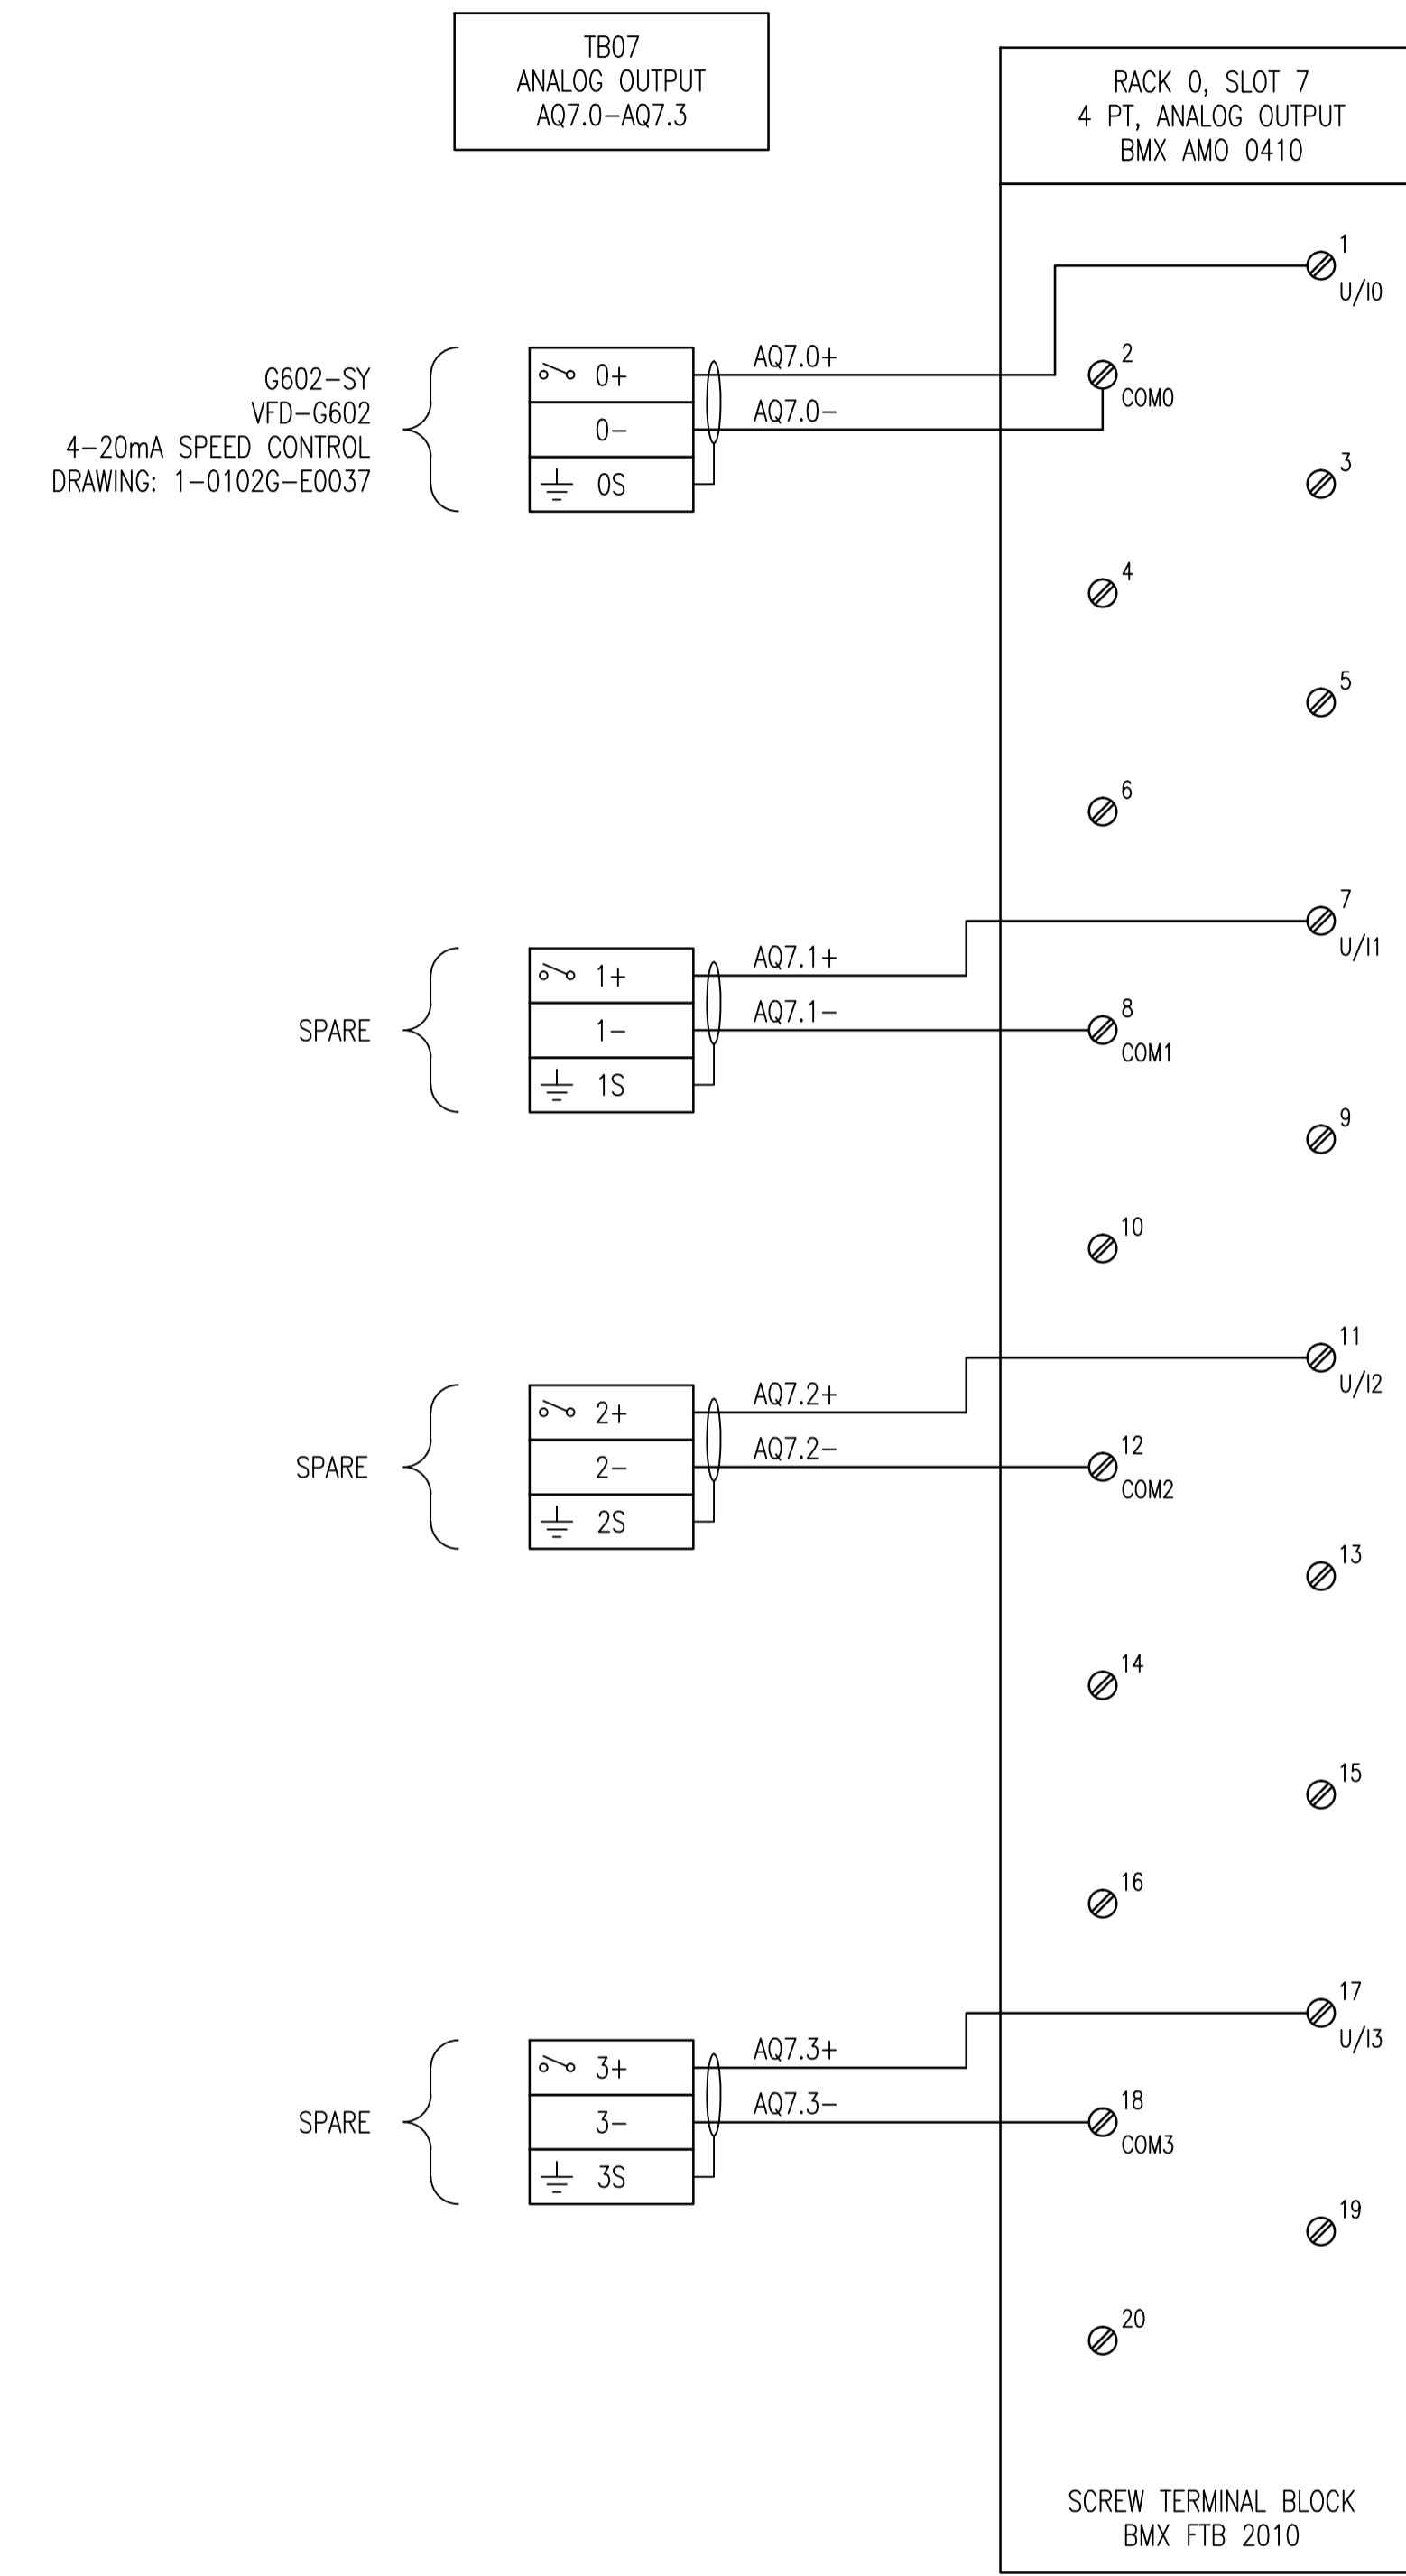 TB07
ANALOG OUTPUT
AQ7.0-AQ7.3
RACK 0, SLOT 7
4 PT, ANALOG OUTPUT
BMX AMO 0410
1
U/I0
G602-SY
VFD-G602
4-20mA SPEED CONTROL
DRAWING: 1-0102G-E0037
0+
0-
0S
AQ7.0+
AQ7.0-
2
COM0
3
4
5
6
7
U/I1
SPARE
1+
1-
1S
AQ7.1+
AQ7.1-
8
COM1
9
10
11
U/I2
SPARE
2+
2-
2S
AQ7.2+
AQ7.2-
12
COM2
13
14
15
16
17
U/I3
SPARE
3+
3-
3S
AQ7.3+
AQ7.3-
18
COM3
19
20
SCREW TERMINAL BLOCK
BMX FTB 2010